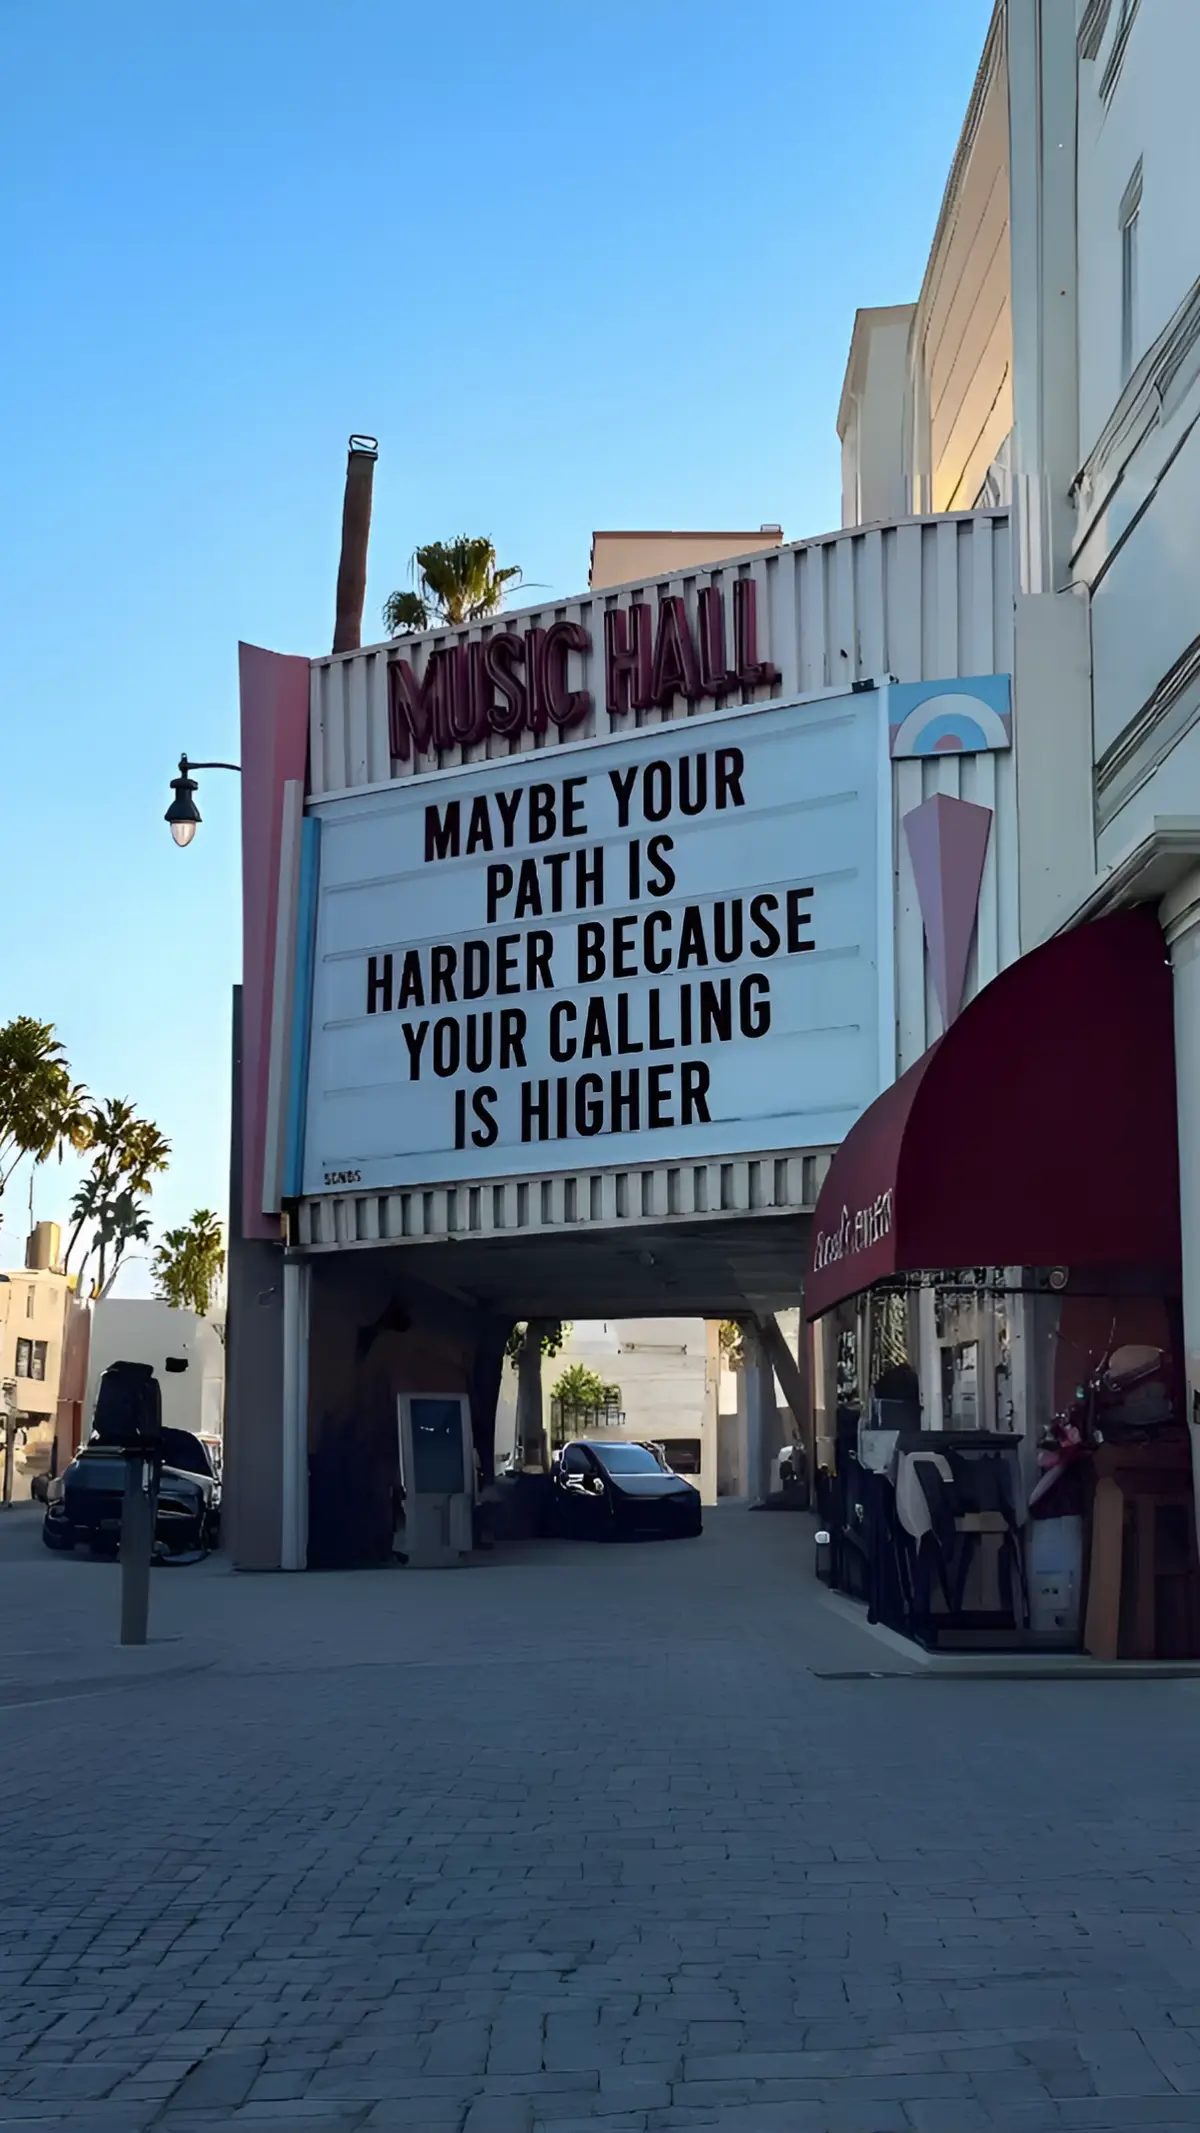 MUSIC HALL
MAYBE YOUR
PATH IS
HARDER BECAUSE
YOUR CALLING
IS HIGHER